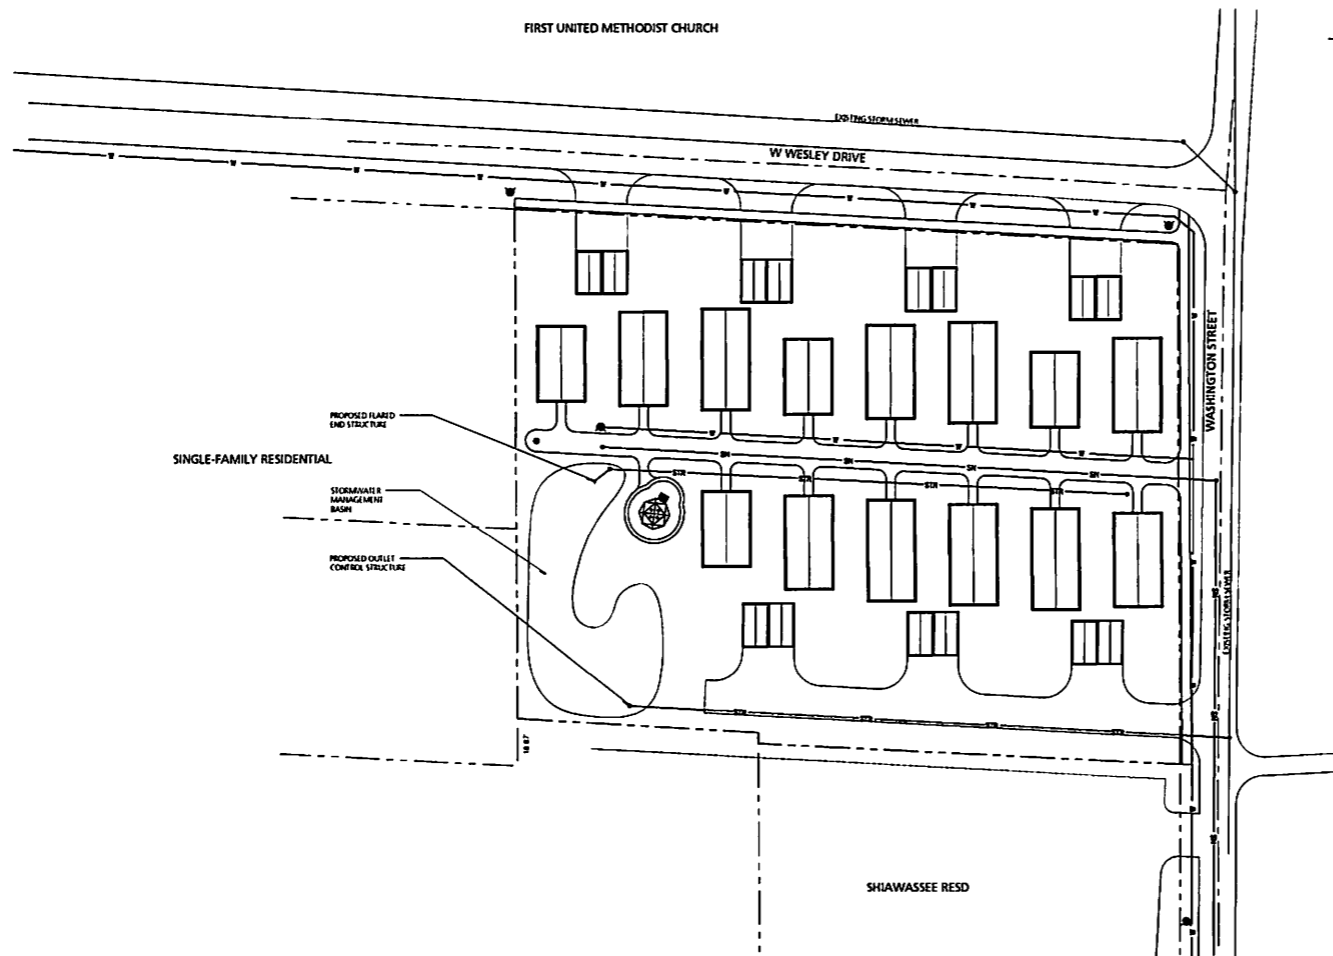 FIRST UNITED METHODIST CHURCH
EXISTING STORM SEWER
W WESLEY DRIVE
WASHINGTON STREET
PROPOSED FLARED
END STRUCTURE
SINGLE-FAMILY RESIDENTIAL
STORMWATER
MANAGEMENT
BASIN
PROPOSED OUTLET
CONTROL STRUCTURE
EXISTING STORM SEWER
SHIAWASSEE RESD